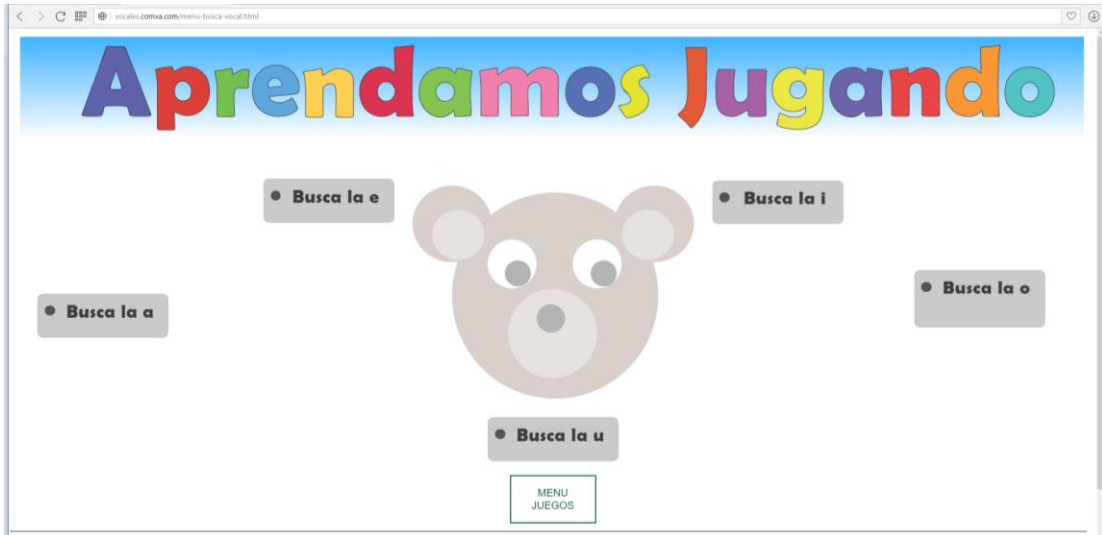 vocales.comxa.com/menu-busca-vocal.html
Aprendamos Jugando
Busca la e
Busca la i
Busca la a
Busca la o
Busca la u
MENU
JUEGOS